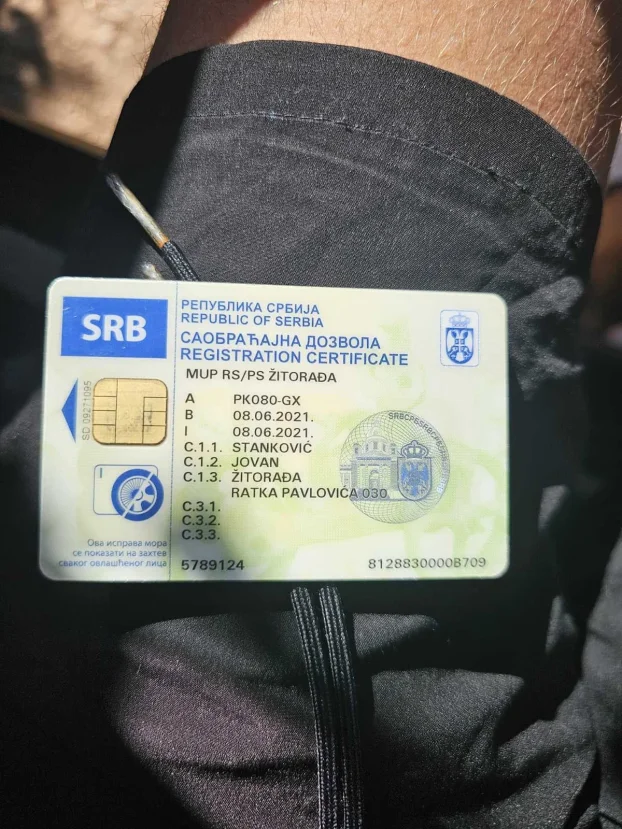 SRB
РЕПУБЛИКА СРБИЈА
REPUBLIC OF SERBIA
САОБРАЋАЈНА ДОЗВОЛА
REGISTRATION CERTIFICATE
MUP RS/PS ŽITORAĐA
A PK080-GX
B 08.06.2021.
I 08.06.2021.
C.1.1. STANKOVIĆ
C.1.2. JOVAN
C.1.3. ŽITORAĐA
RATKA PAVLOVIĆA 030
C.3.1.
C.3.2.
C.3.3.
I
Ова исправа мора
се показати на захтев
сваког овлашћеног лица
5789124
8128830000B709